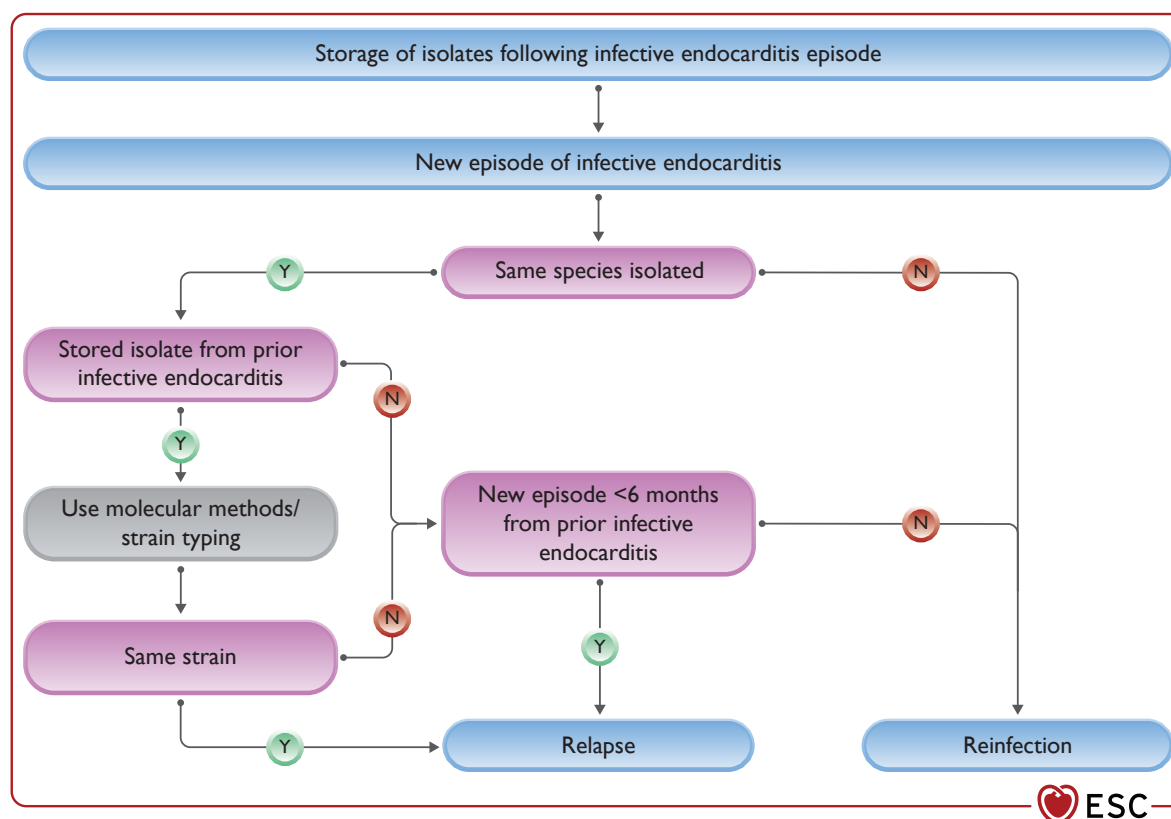 Storage of isolates following infective endocarditis episode
New episode of infective endocarditis
Same species isolated
Y
N
Stored isolate from prior
infective endocarditis
N
Y
Use molecular methods/
strain typing
New episode <6 months
from prior infective
endocarditis
N
N
Same strain
Y
Y
Relapse
Reinfection
ESC